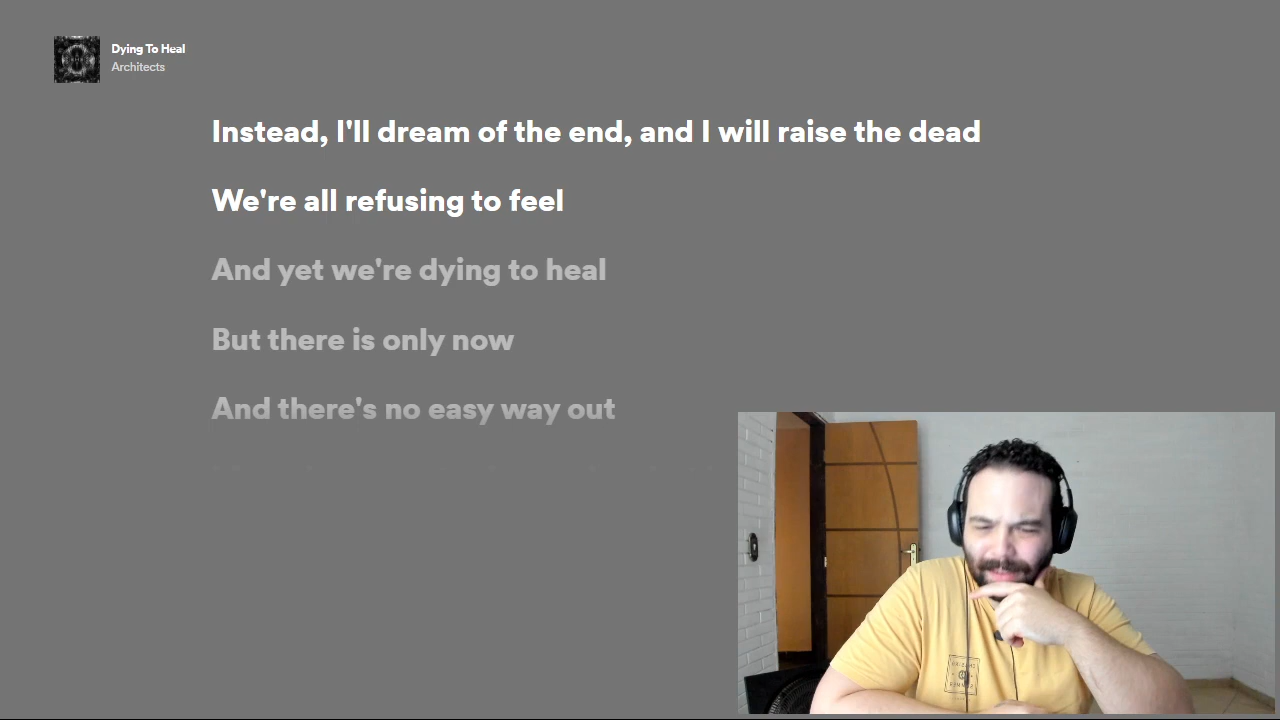 Dying To Heal
Architects
Instead, I'll dream of the end, and I will raise the dead
We're all refusing to feel
And yet we're dying to heal
But there is only now
And there's no easy way out